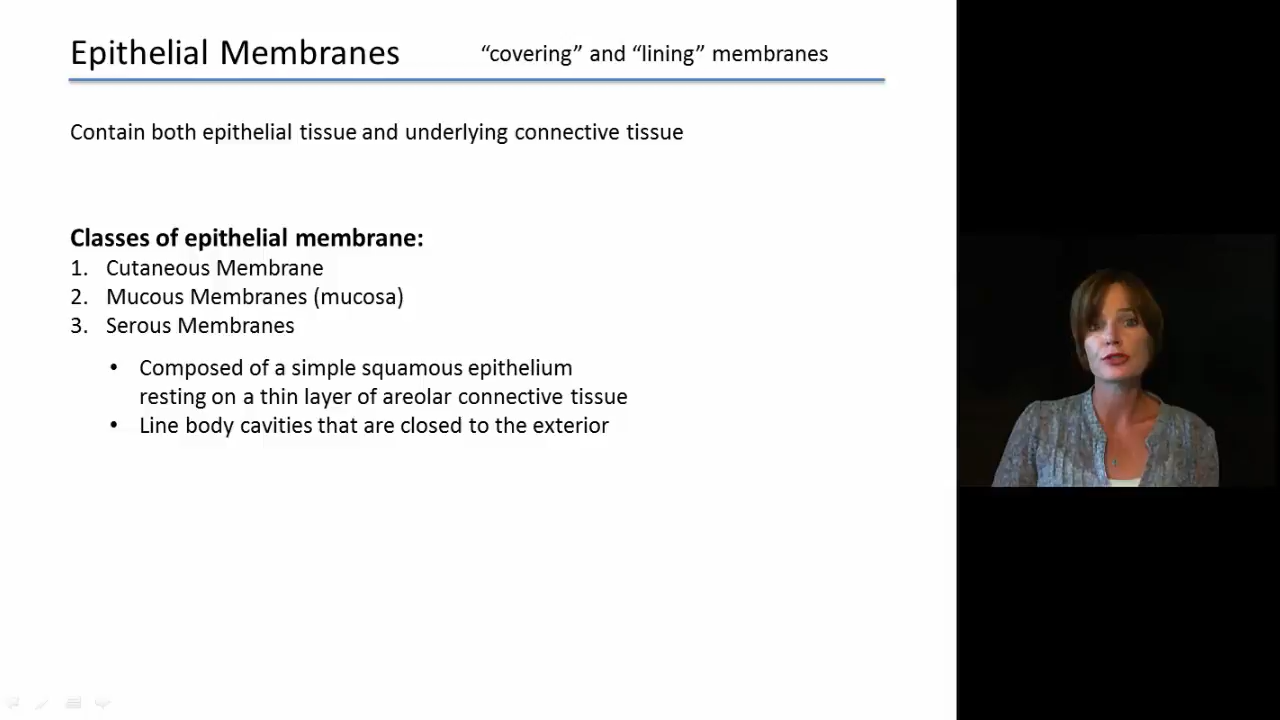 Epithelial Membranes
“covering” and “lining” membranes
Contain both epithelial tissue and underlying connective tissue
Classes of epithelial membrane:
1. Cutaneous Membrane
2. Mucous Membranes (mucosa)
3. Serous Membranes
• Composed of a simple squamous epithelium
resting on a thin layer of areolar connective tissue
• Line body cavities that are closed to the exterior